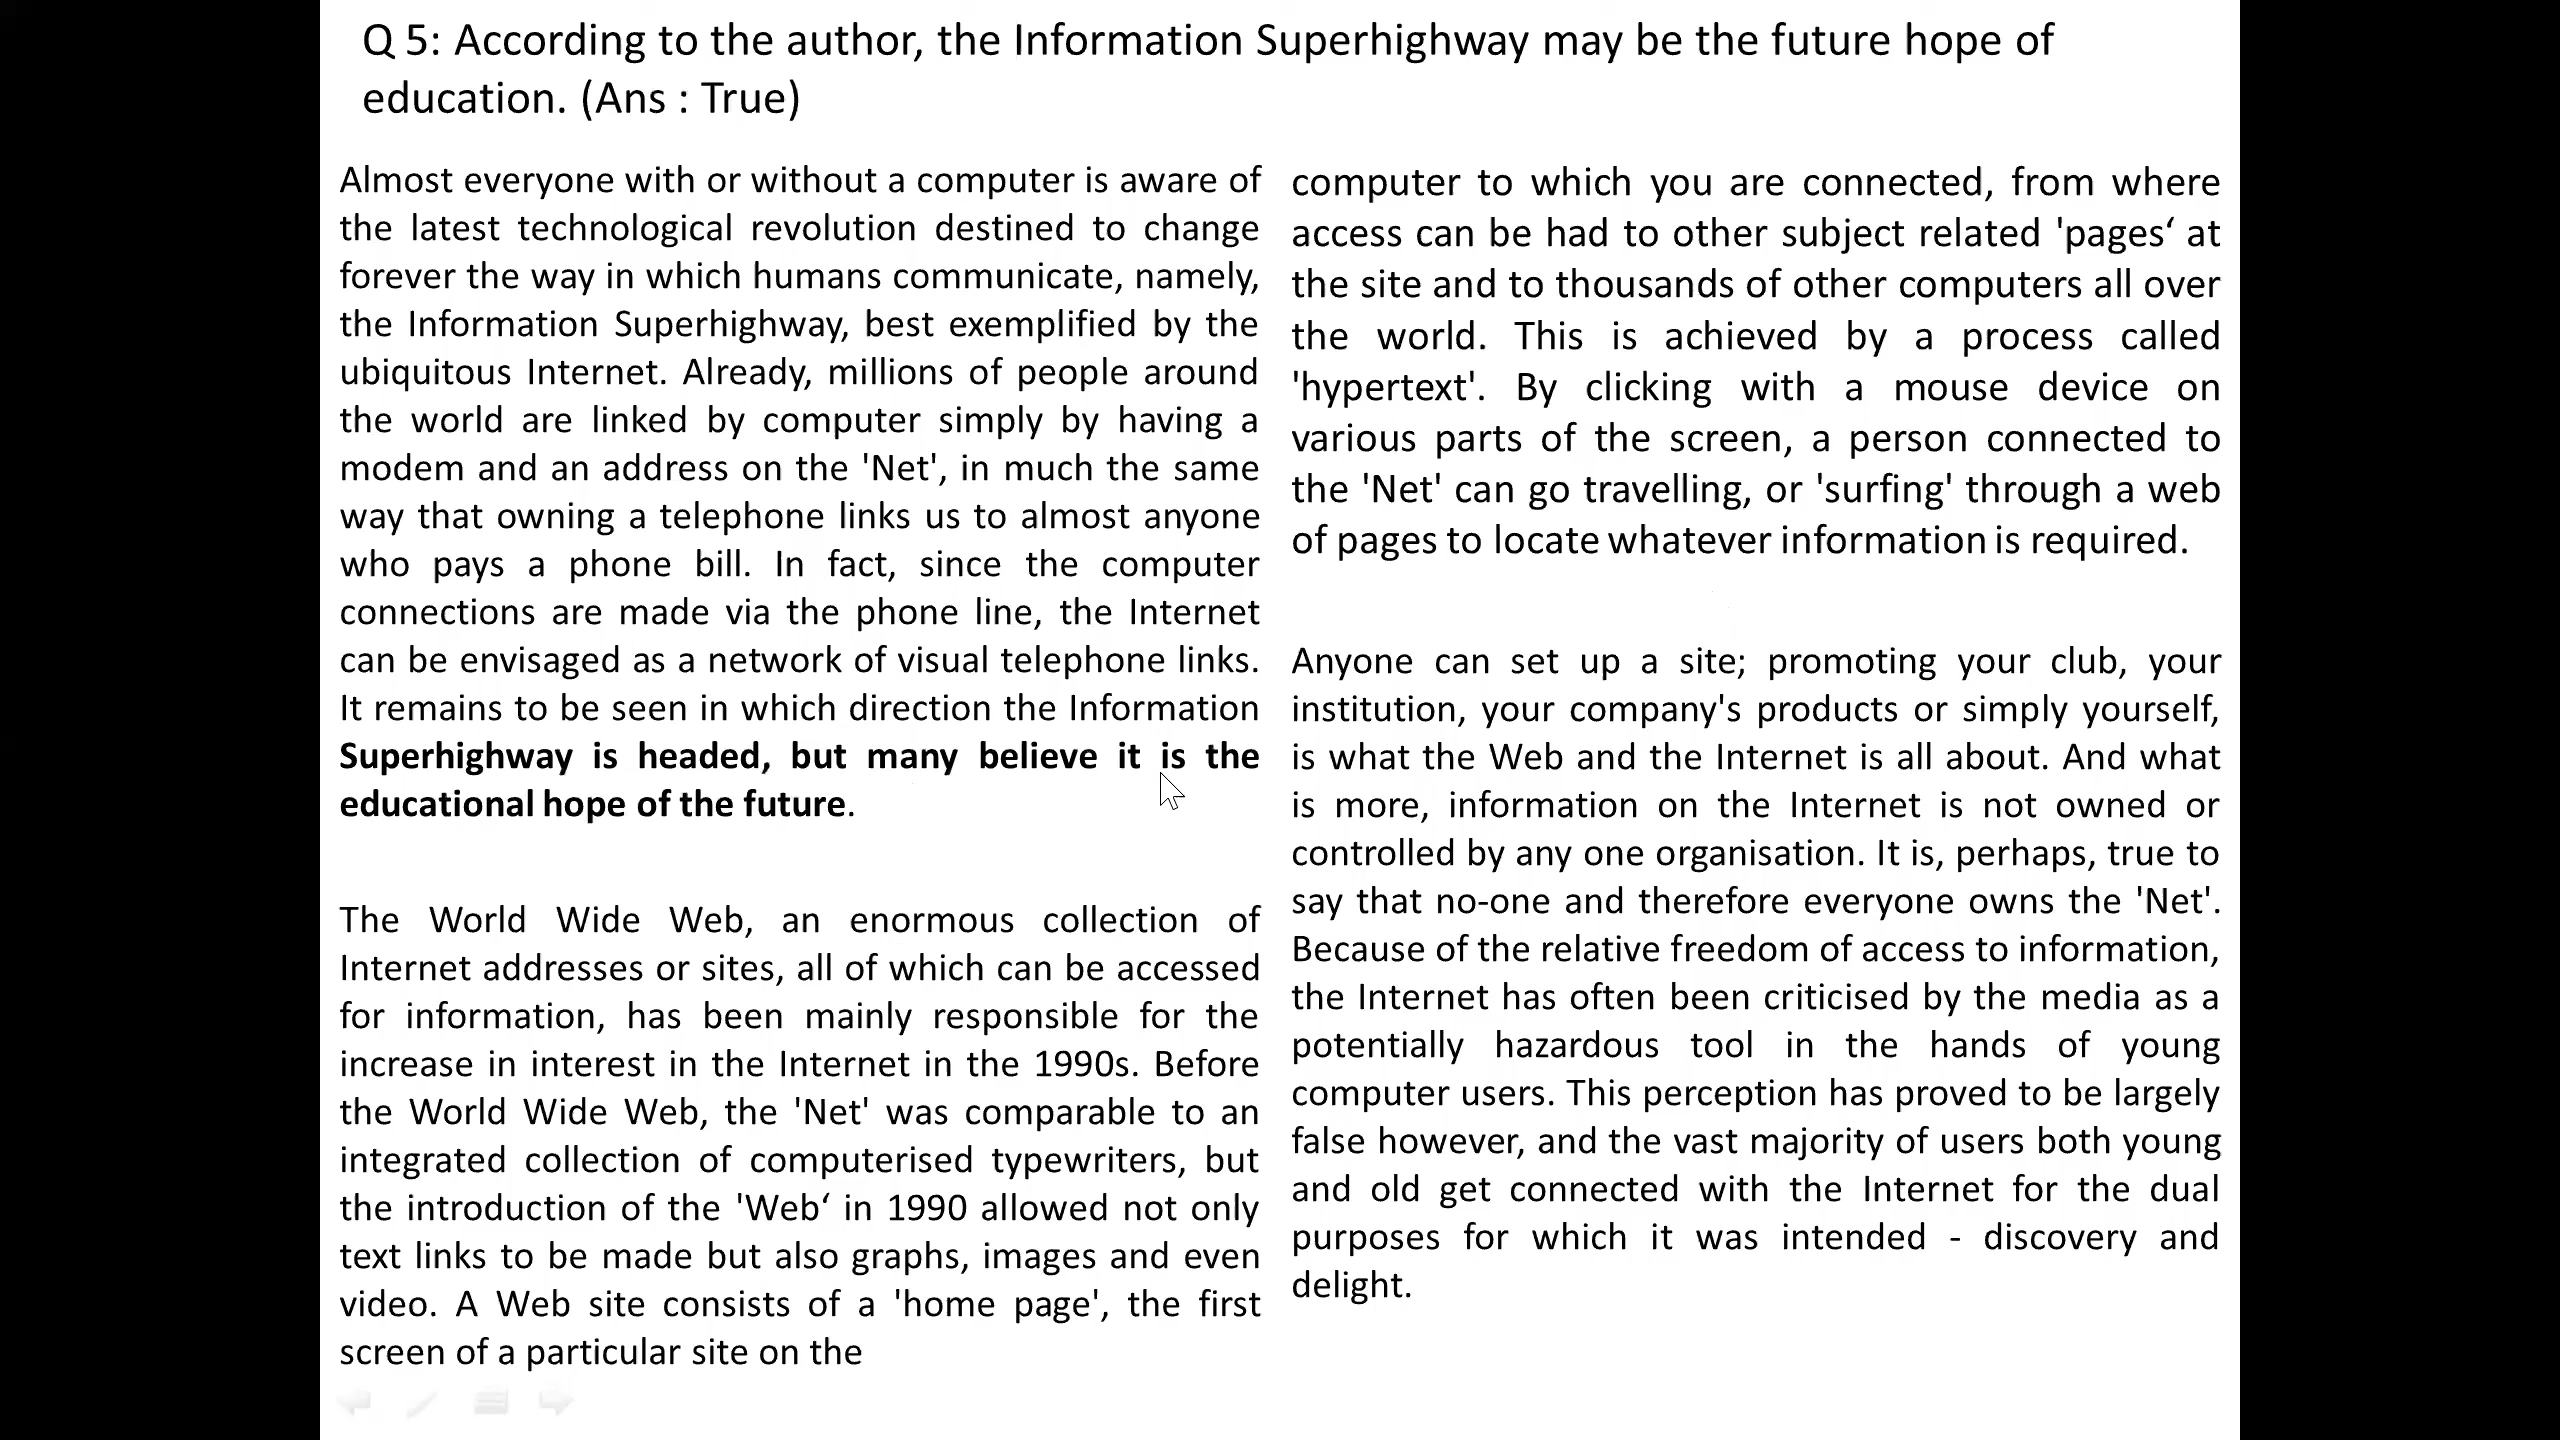 Q 5: According to the author, the Information Superhighway may be the future hope of
education. (Ans : True)
Almost everyone with or without a computer is aware of
the latest technological revolution destined to change
forever the way in which humans communicate, namely,
the Information Superhighway, best exemplified by the
ubiquitous Internet. Already, millions of people around
the world are linked by computer simply by having a
modem and an address on the 'Net', in much the same
way that owning a telephone links us to almost anyone
who pays a phone bill. In fact, since the computer
connections are made via the phone line, the Internet
can be envisaged as a network of visual telephone links.
It remains to be seen in which direction the Information
Superhighway is headed, but many believe it is the
educational hope of the future.
The World Wide Web, an enormous collection of
Internet addresses or sites, all of which can be accessed
for information, has been mainly responsible for the
increase in interest in the Internet in the 1990s. Before
the World Wide Web, the 'Net' was comparable to an
integrated collection of computerised typewriters, but
the introduction of the 'Web‘ in 1990 allowed not only
text links to be made but also graphs, images and even
video. A Web site consists of a 'home page', the first
screen of a particular site on the
computer to which you are connected, from where
access can be had to other subject related 'pages‘ at
the site and to thousands of other computers all over
the world. This is achieved by a process called
'hypertext'. By clicking with a mouse device on
various parts of the screen, a person connected to
the 'Net' can go travelling, or 'surfing' through a web
of pages to locate whatever information is required.
Anyone can set up a site; promoting your club, your
institution, your company's products or simply yourself,
is what the Web and the Internet is all about. And what
is more, information on the Internet is not owned or
controlled by any one organisation. It is, perhaps, true to
say that no-one and therefore everyone owns the 'Net'.
Because of the relative freedom of access to information,
the Internet has often been criticised by the media as a
potentially hazardous tool in the hands of young
computer users. This perception has proved to be largely
false however, and the vast majority of users both young
and old get connected with the Internet for the dual
purposes for which it was intended - discovery and
delight.